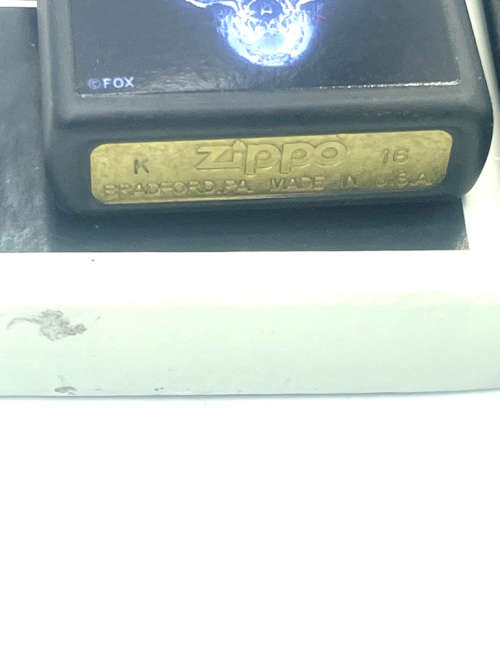 ©FOX
K Zippo 16
BRADFORD.PA MADE IN U.S.A.